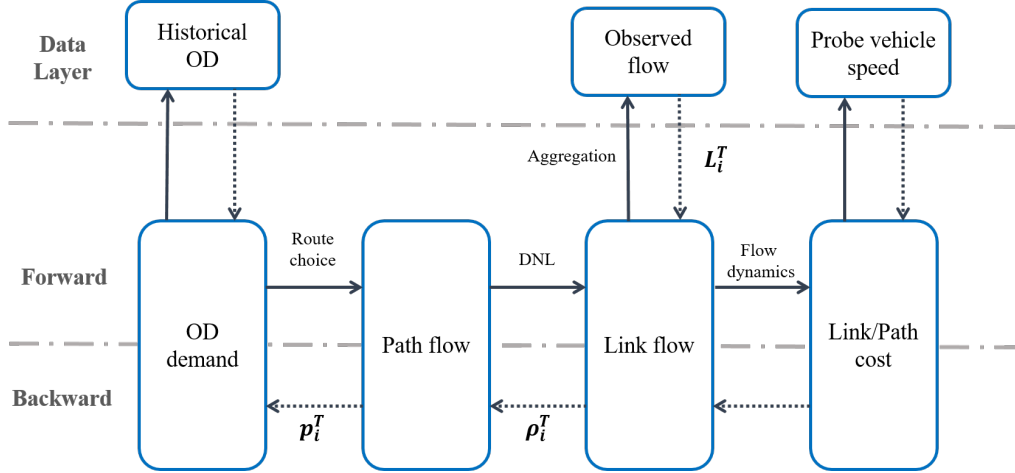 Data
Layer
Historical
OD
Observed
flow
Probe vehicle
speed
Aggregation
L_i^T
Forward
Route
choice
DNL
Flow
dynamics
OD
demand
Path flow
Link flow
Link/Path
cost
Backward
p_i^T
ρ_i^T